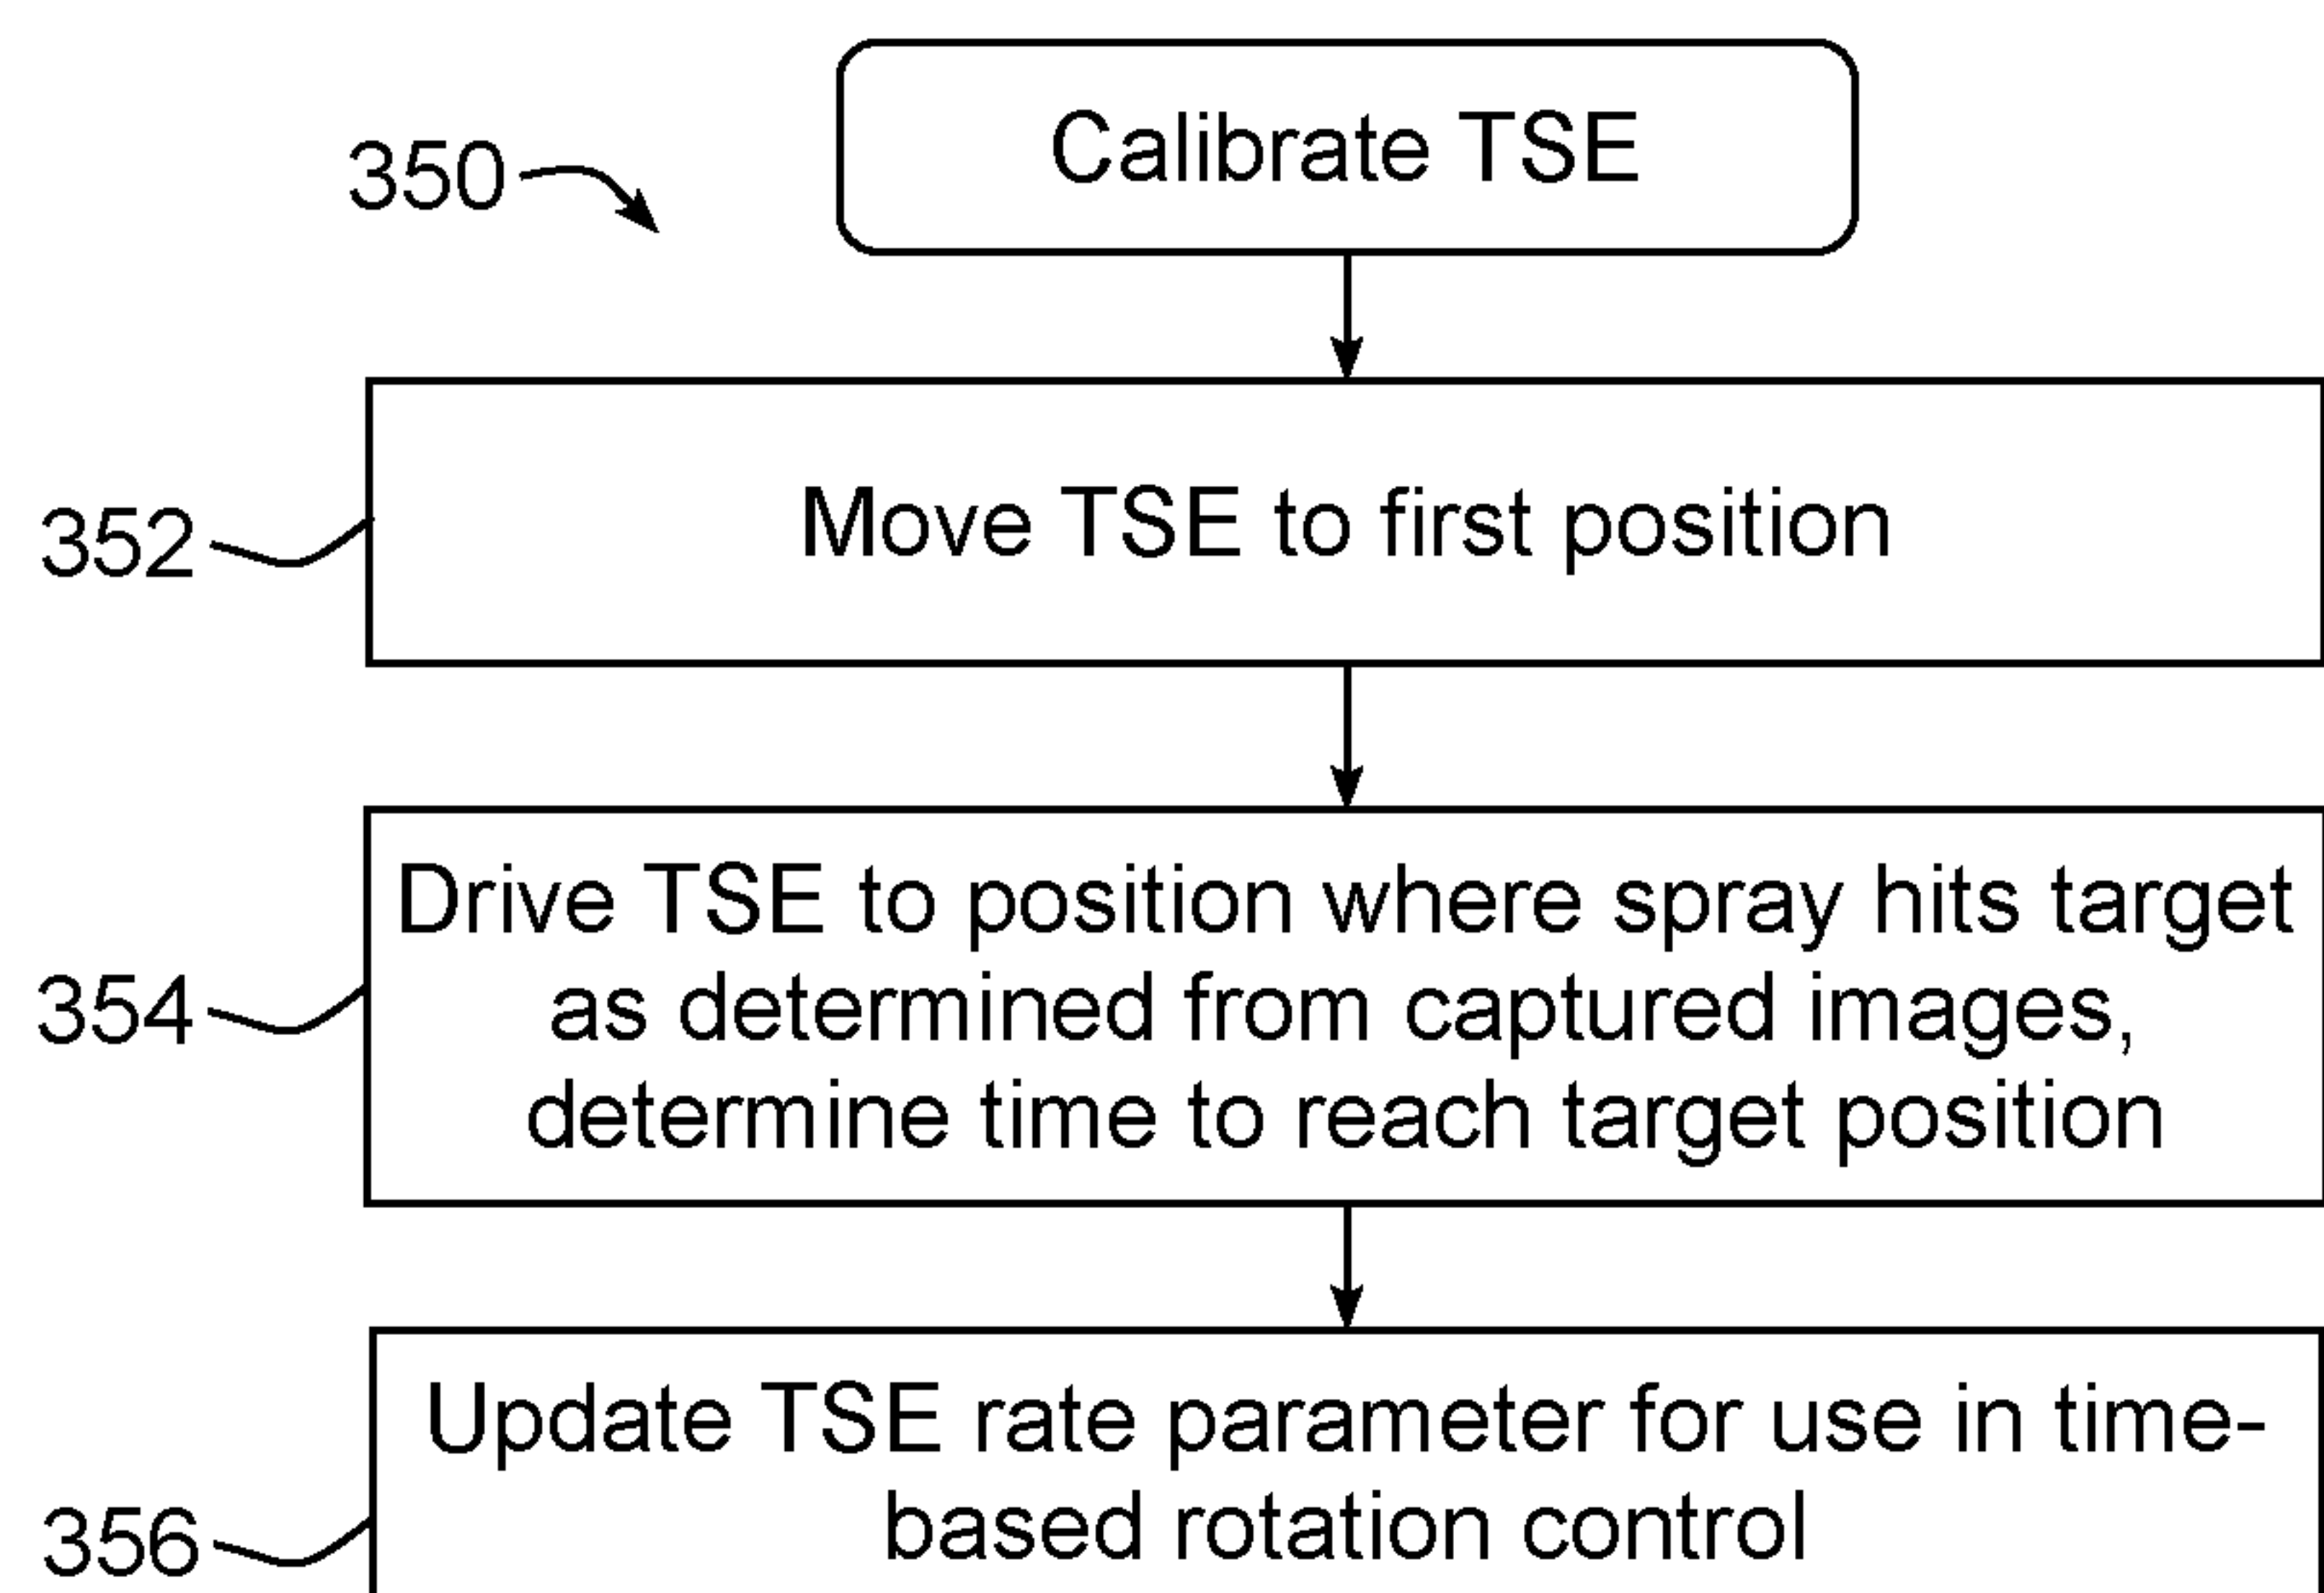 Calibrate TSE
350
Move TSE to first position
352
Drive TSE to position where spray hits target
as determined from captured images,
determine time to reach target position
354
Update TSE rate parameter for use in time-
based rotation control
356